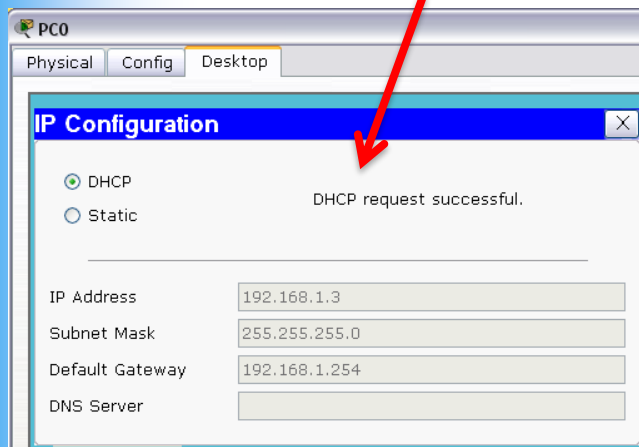 PC0
Physical Config Desktop
IP Configuration X
DHCP
DHCP request successful.
Static
IP Address 192.168.1.3
Subnet Mask 255.255.255.0
Default Gateway 192.168.1.254
DNS Server